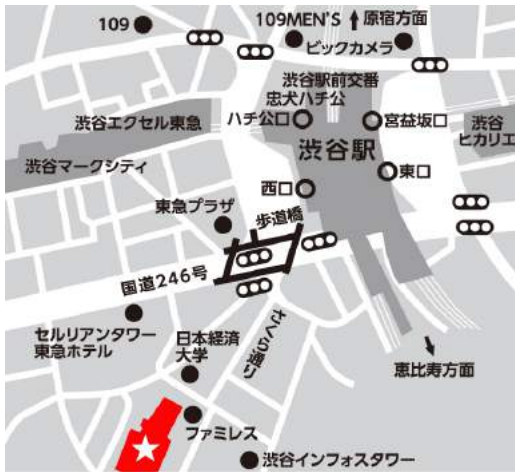 109
109MEN'S
原宿方面
ビックカメラ
渋谷駅前交番
忠犬ハチ公
ハチ公口
宮益坂口
渋谷エクセル東急
渋谷
ヒカリエ
渋谷駅
渋谷マークシティ
東口
西口
東急プラザ
歩道橋
国道246号
セルリアンタワー
東急ホテル
日本経済
大学
さくら通り
恵比寿方面
ファミレス
渋谷インフォスタワー